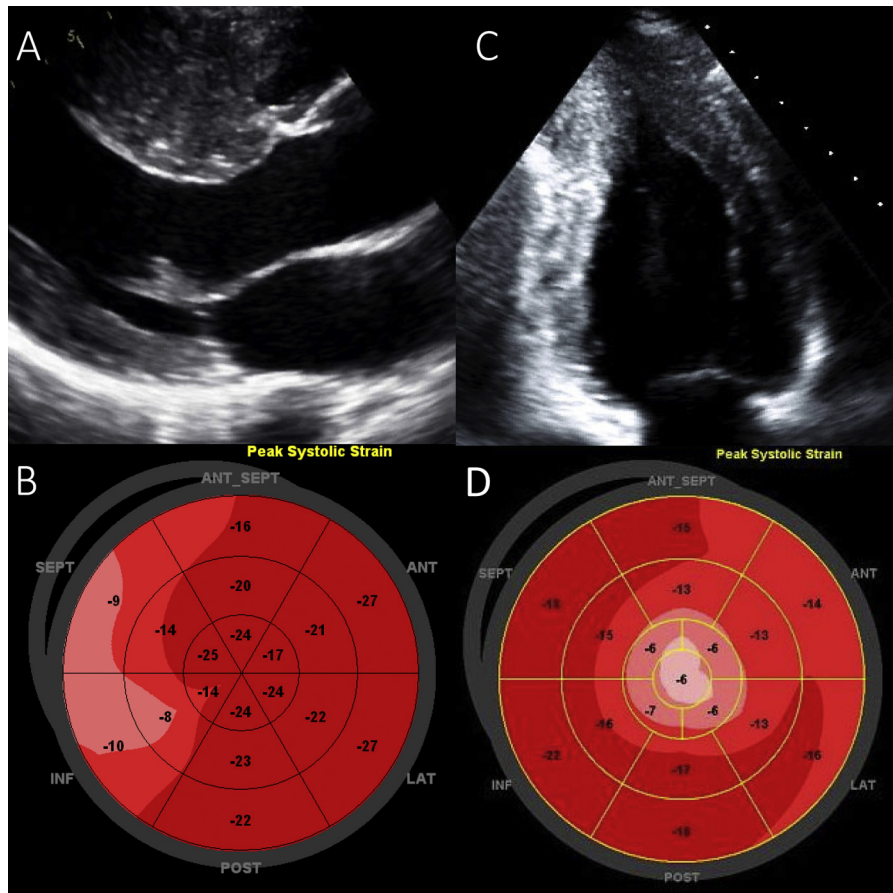 A
5
C
Peak Systolic Strain
B
ANT_SEPT
SEPT
ANT
INF
LAT
POST
-16
-9
-27
-20
-14
-21
-24
-25
-17
-14
-24
-24
-8
-22
-10
-27
-23
-22
Peak Systolic Strain
D
ANT_SEPT
SEPT
ANT
INF
LAT
POST
-15
-14
-13
-15
-13
-6
-6
-6
-7
-6
-16
-13
-22
-16
-17